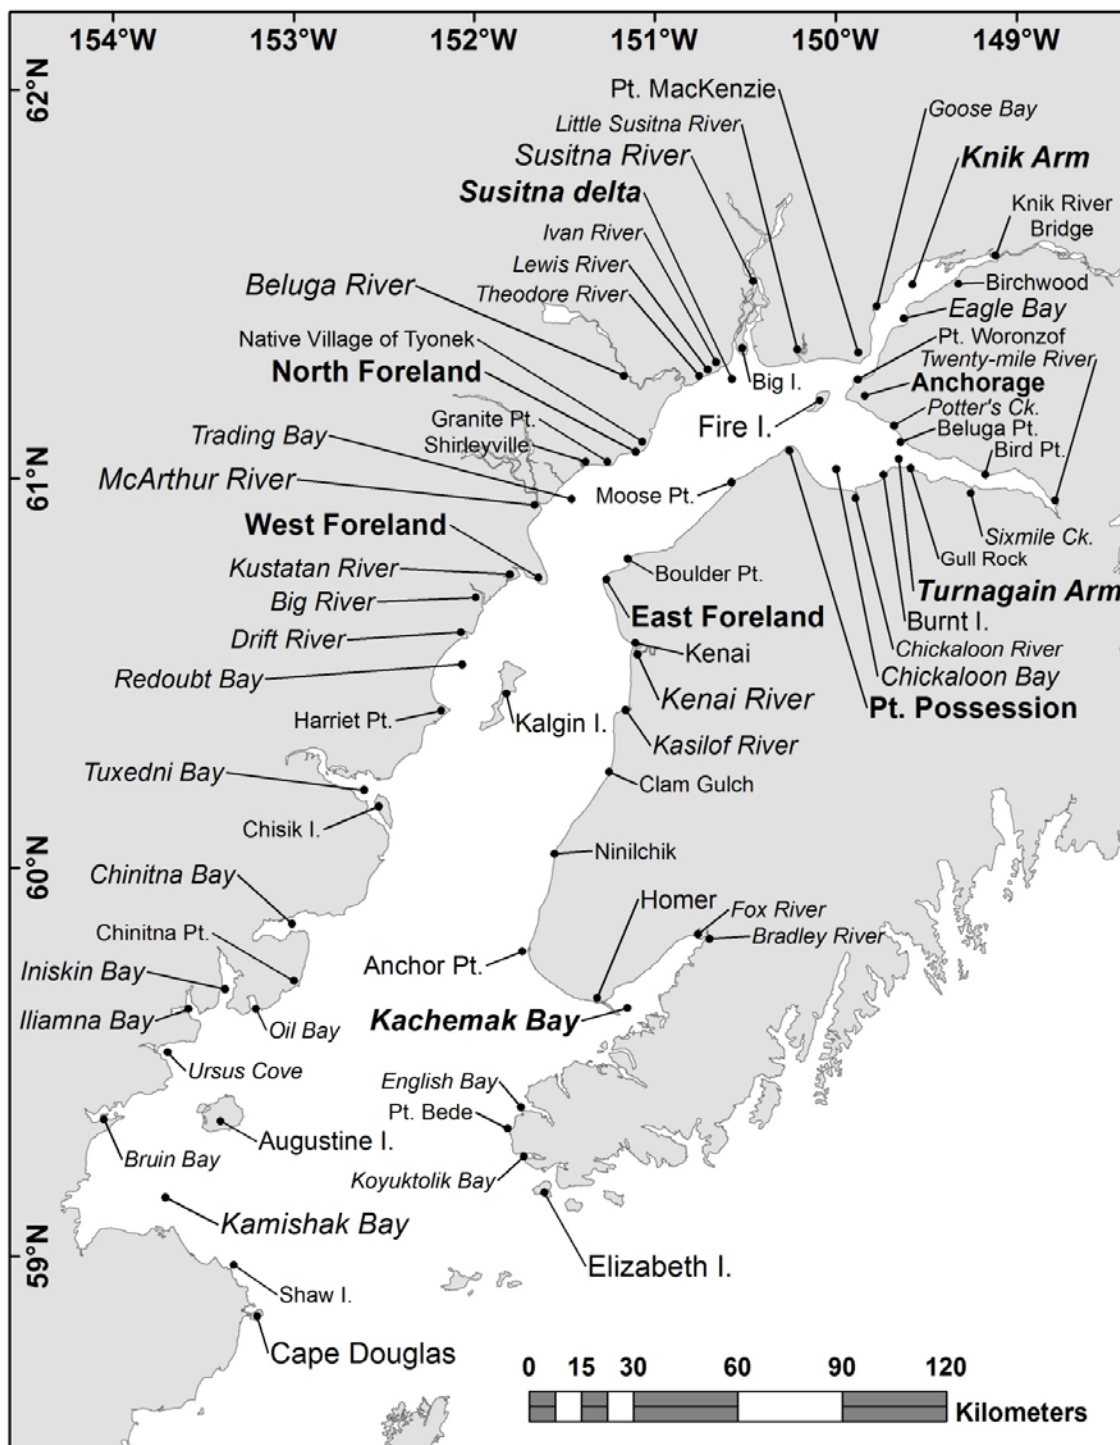 154°W 153°W 152°W 151°W 150°W 149°W
62°N
61°N
60°N
59°N
Pt. MacKenzie
Goose Bay
Little Susitna River
Susitna River
Knik Arm
Susitna delta
Knik River
Bridge
Ivan River
Lewis River
Beluga River
Birchwood
Theodore River
Eagle Bay
Native Village of Tyonek
Pt. Woronzof
Twenty-mile River
North Foreland
Big I.
Anchorage
Potter's Ck.
Granite Pt.
Fire I.
Beluga Pt.
Trading Bay
Shirleyville
Bird Pt.
McArthur River
Moose Pt.
West Foreland
Sixmile Ck.
Gull Rock
Kustatan River
Boulder Pt.
Turnagain Arm
Big River
East Foreland
Burnt I.
Drift River
Kenai
Chickaloon River
Redoubt Bay
Chickaloon Bay
Kenai River
Pt. Possession
Harriet Pt.
Kalgin I.
Kasilof River
Tuxedni Bay
Clam Gulch
Chisik I.
Ninilchik
Chinitna Bay
Homer
Fox River
Chinitna Pt.
Bradley River
Anchor Pt.
Iniskin Bay
Iliamna Bay
Oil Bay
Kachemak Bay
Ursus Cove
English Bay
Pt. Bede
Augustine I.
Bruin Bay
Koyuktolik Bay
Kamishak Bay
Elizabeth I.
Shaw I.
Cape Douglas
0 15 30 60 90 120
Kilometers